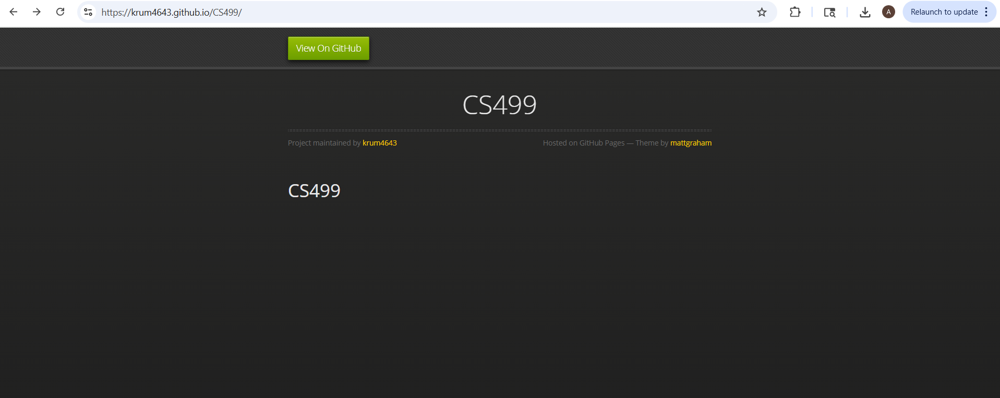 https://krum4643.github.io/CS499/
A
Relaunch to update
View On GitHub
CS499
Project maintained by krum4643
Hosted on GitHub Pages — Theme by mattgraham
CS499